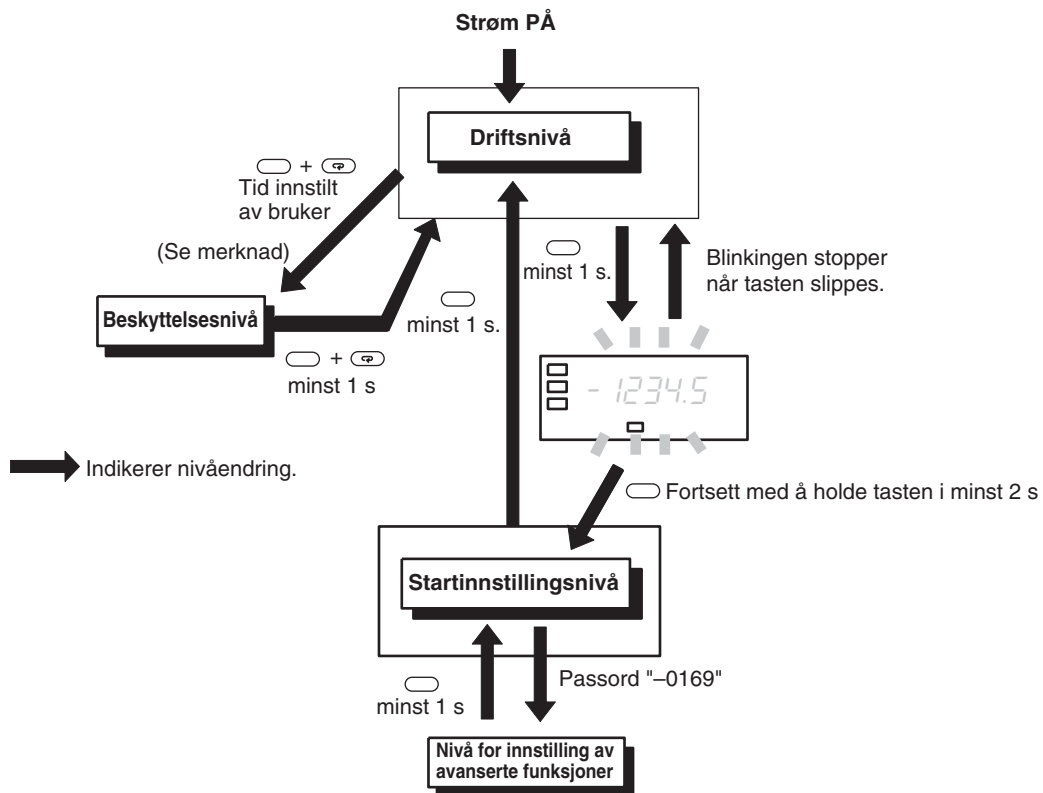 Strøm PÅ
Driftsnivå
+
Tid innstilt
av bruker
(Se merknad)
minst 1 s.
Blinkingen stopper
når tasten slippes.
Beskyttelsesnivå
minst 1 s.
+
minst 1 s
- 1234.5
Indikerer nivåendring.
Fortsett med å holde tasten i minst 2 s
Startinnstillingsnivå
Passord "–0169"
minst 1 s
Nivå for innstilling av
avanserte funksjoner